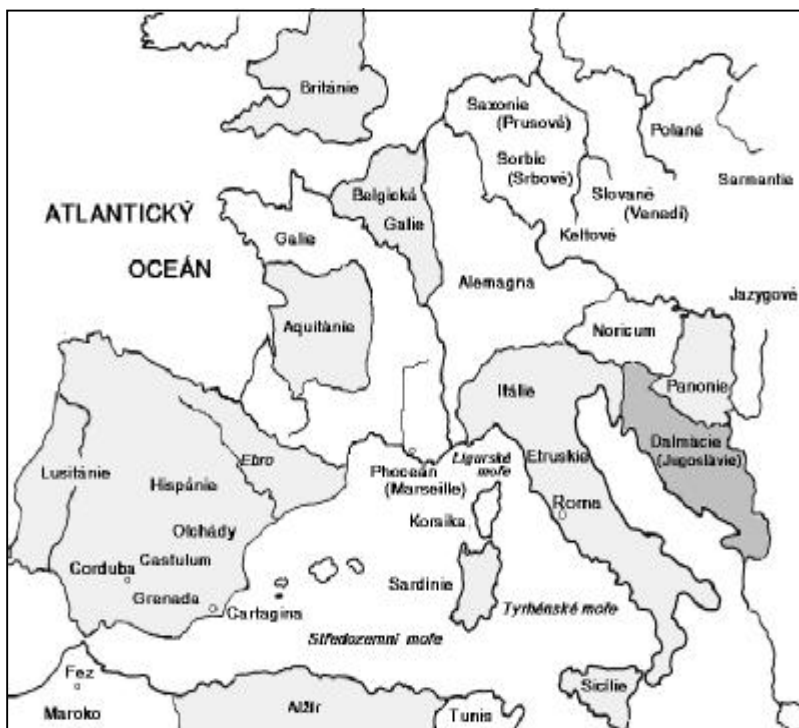 Británie
Saxonie
(Prusové)
Polané
Sorbie
(Srbové)
Sarmantie
Slované
(Venedi)
Belgická
Galie
ATLANTICKÝ
Keltové
Galie
OCEÁN
Alemagna
Jazygové
Aquitánie
Noricum
Itálie
Panonie
Dalmácie
(Jugoslávie)
Ebro
Ligurské
moře
Etruskie
Lusitánie
Phoceán
(Marseille)
Hispánie
Roma
Korsika
Olchády
Corduba
Castulum
Sardinie
Grenada
Cartagina
Tyrhénské moře
Středozemní moře
Fez
Sicílie
Maroko
Alžír
Tunis